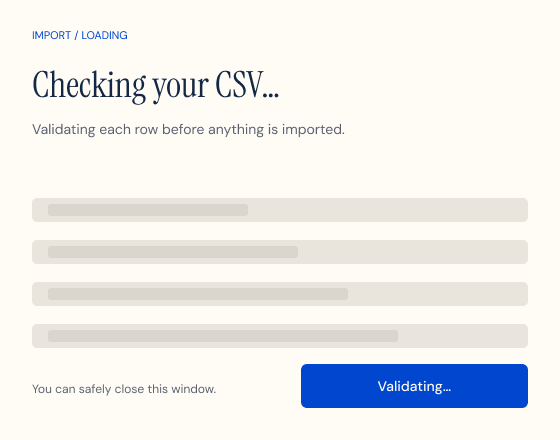 IMPORT / LOADING
Checking your CSV...
Validating each row before anything is imported.
You can safely close this window.
Validating...